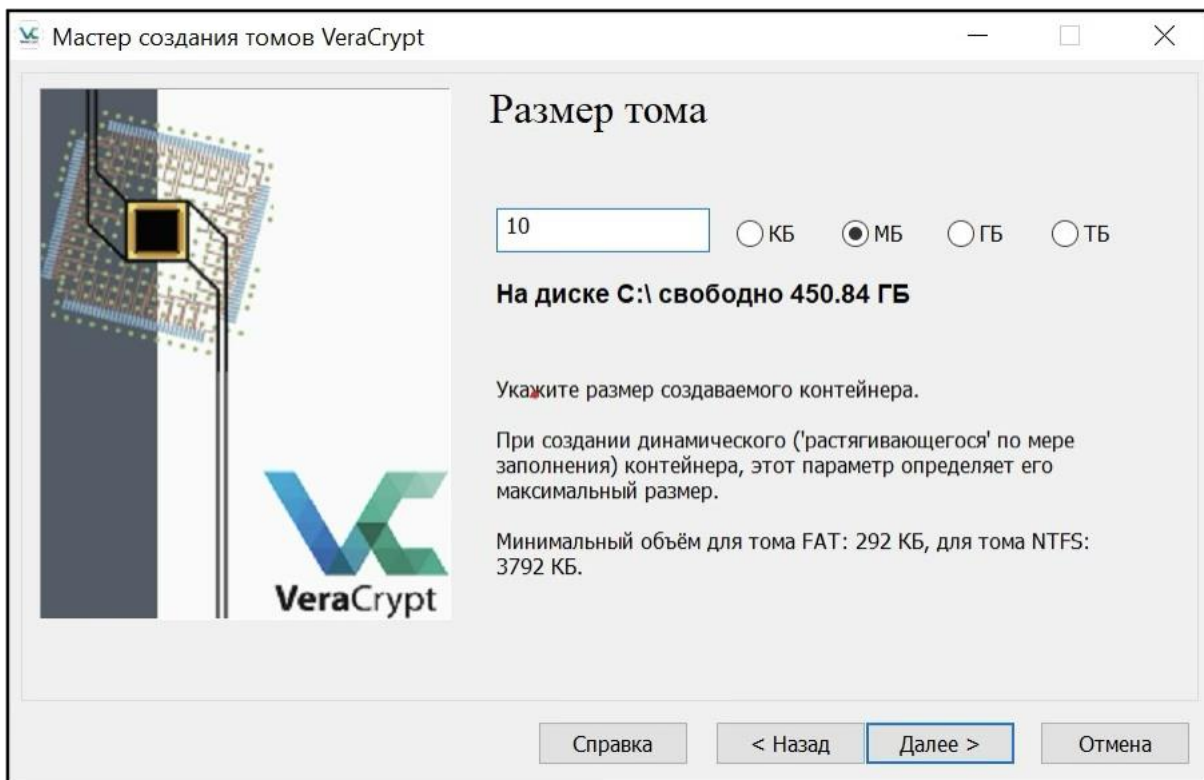 Мастер создания томов VeraCrypt
Размер тома
10
КБ МБ ГБ ТБ
На диске C:\ свободно 450.84 ГБ
Укажите размер создаваемого контейнера.
При создании динамического ('растягивающегося' по мере
заполнения) контейнера, этот параметр определяет его
максимальный размер.
Минимальный объём для тома FAT: 292 КБ, для тома NTFS:
3792 КБ.
VeraCrypt
Справка < Назад Далее > Отмена